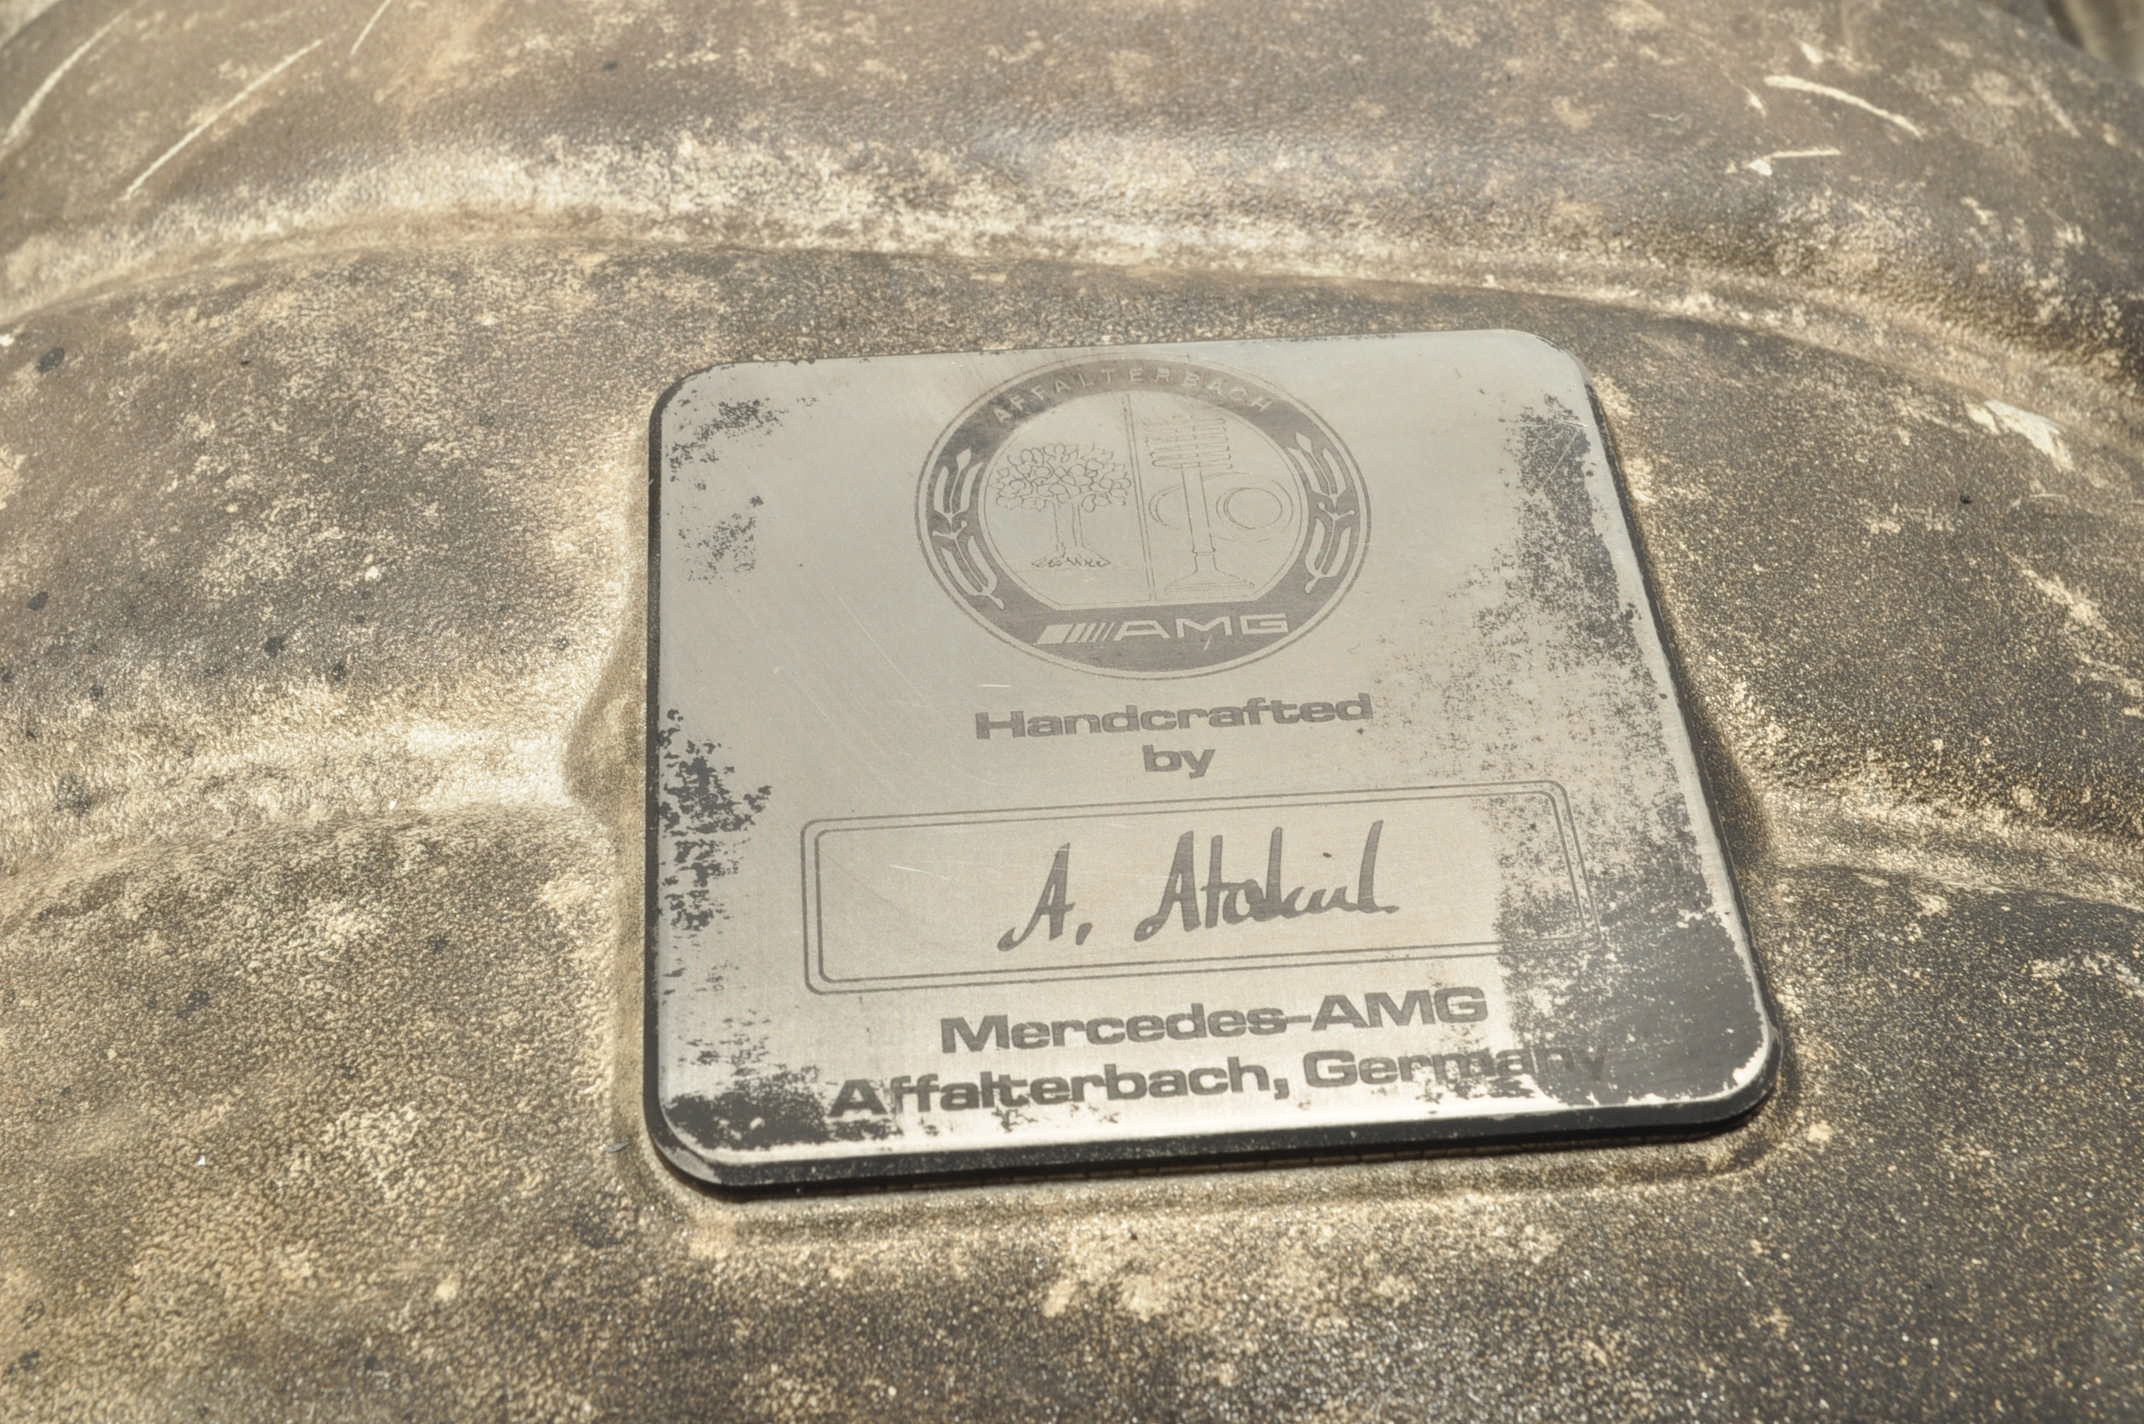 AFFALTERBACH
AMG
Handcrafted
by
A. Atakul
Mercedes-AMG
Affalterbach, Germany